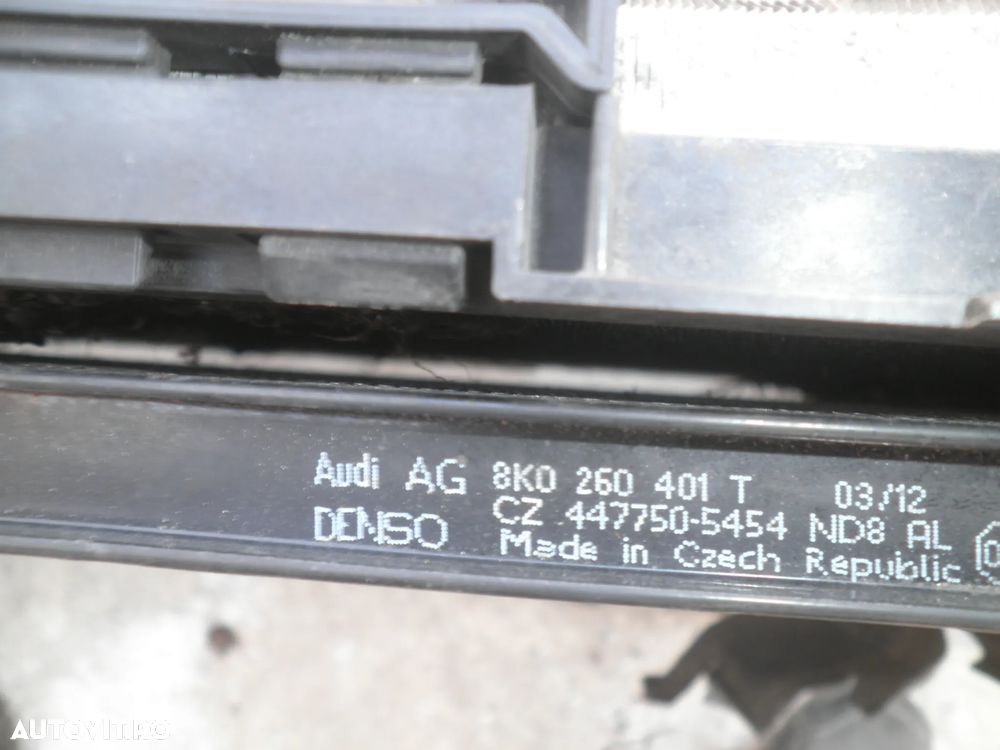 Audi AG 8K0 260 401 T 03/12
DENSO CZ 447750-5454 ND8 AL
Made in Czech Republic
AUTOVIT.RO